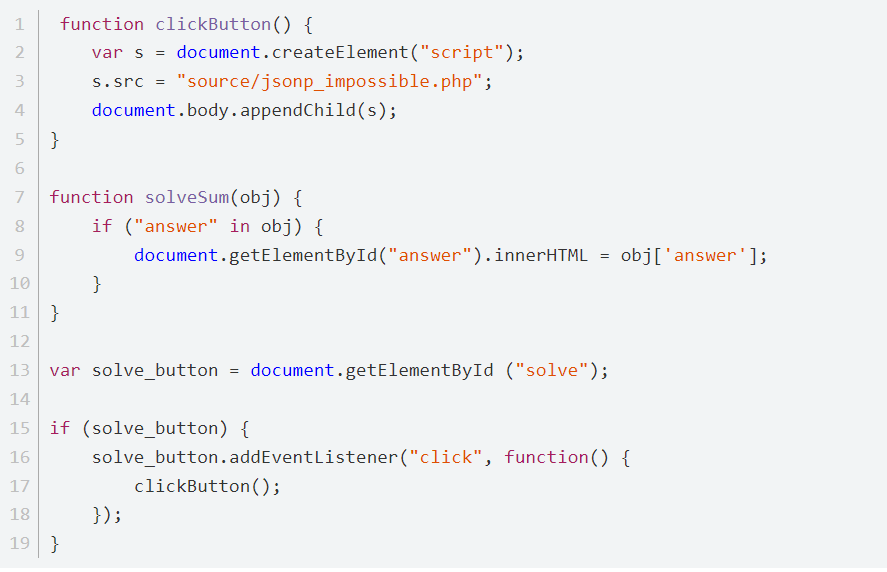 1 function clickButton() {
2 var s = document.createElement("script");
3 s.src = "source/jsonp_impossible.php";
4 document.body.appendChild(s);
5 }
6
7 function solveSum(obj) {
8 if ("answer" in obj) {
9 document.getElementById("answer").innerHTML = obj['answer'];
10 }
11 }
12
13 var solve_button = document.getElementById ("solve");
14
15 if (solve_button) {
16 solve_button.addEventListener("click", function() {
17 clickButton();
18 });
19 }